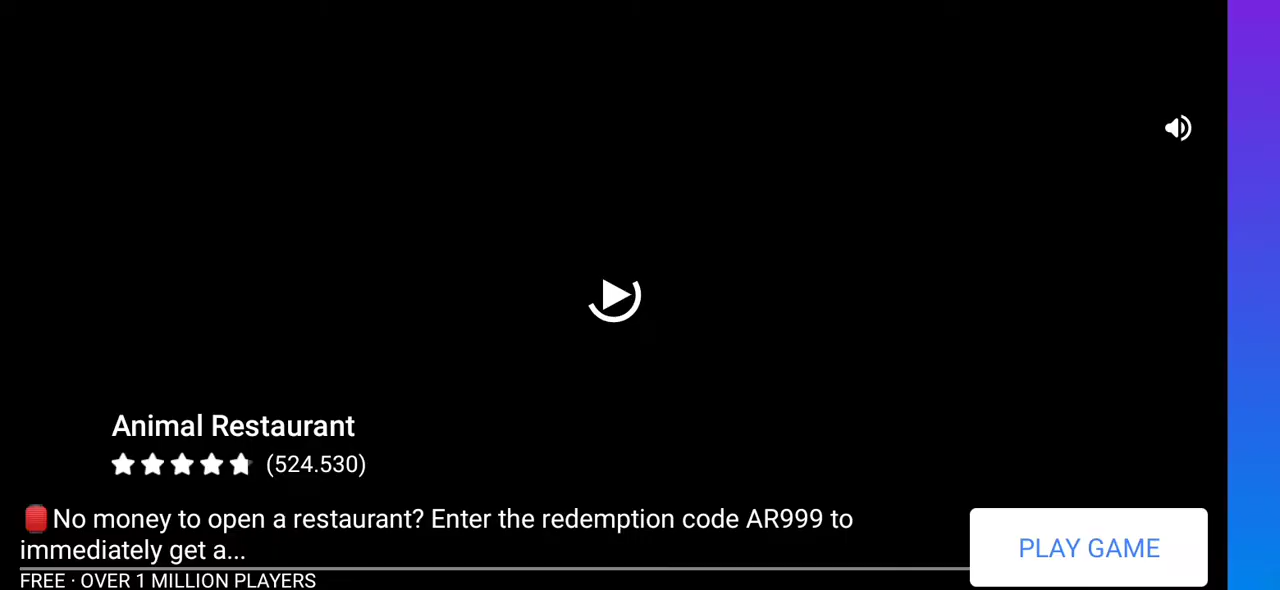 Animal Restaurant
(524.530)
No money to open a restaurant? Enter the redemption code AR999 to
immediately get a...
FREE · OVER 1 MILLION PLAYERS
PLAY GAME